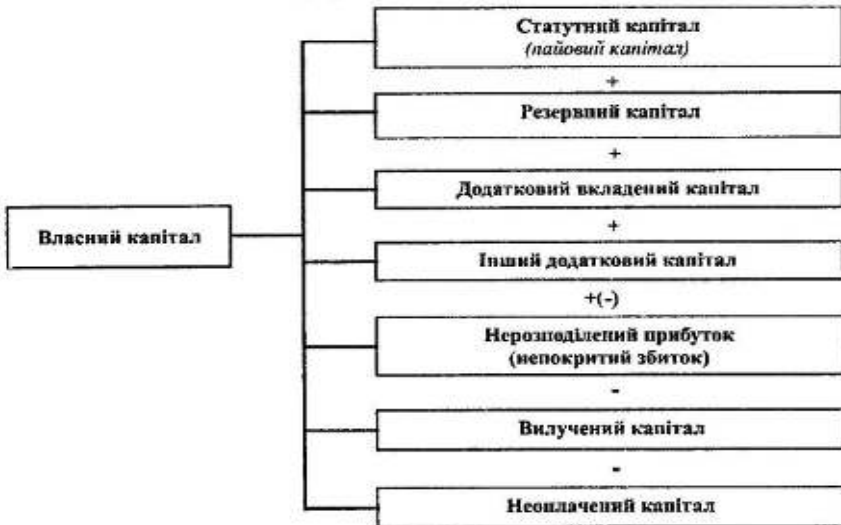 Статутний капітал
(пайовий капітал)
+
Резервний капітал
+
Додатковий вкладений капітал
+
Власний капітал
Інший додатковий капітал
+(-)
Нерозподілений прибуток
(непокритий збиток)
-
Вилучений капітал
-
Неоплачений капітал